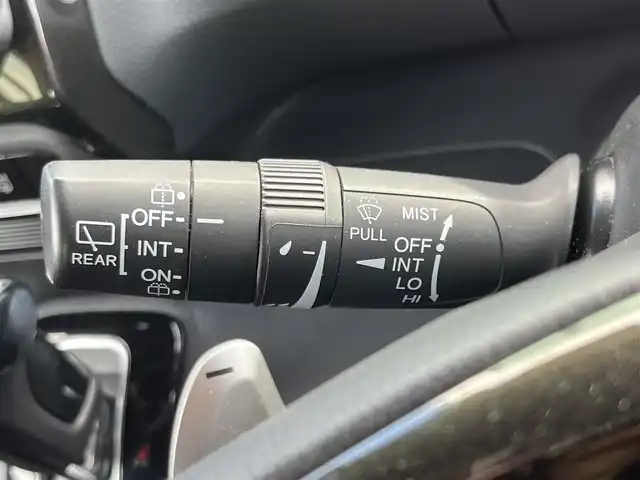 OFF
INT
REAR
ON
MIST
PULL
OFF
INT
LO
HI